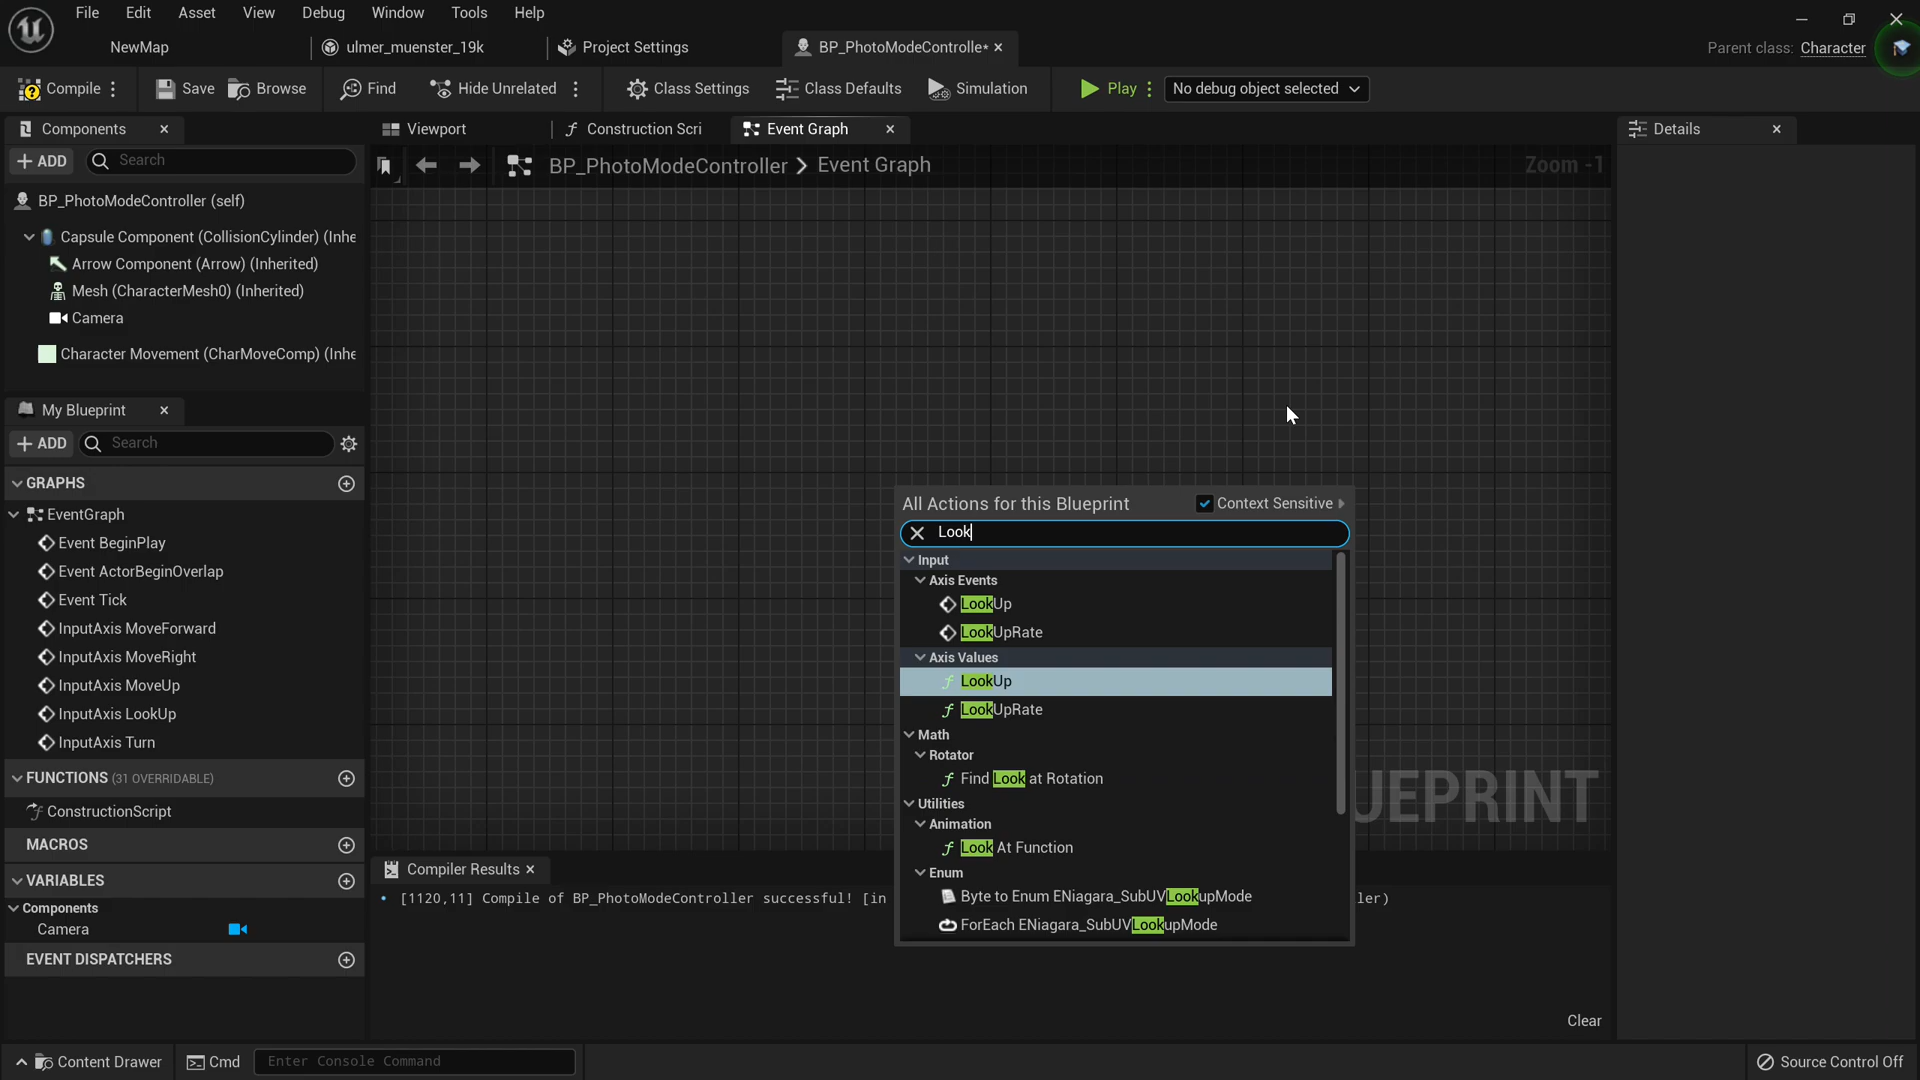 File Edit Asset View Debug Window Tools Help
NewMap ulmer_muenster_19k Project Settings BP_PhotoModeControlle* Parent class: Character
Compile Save Browse Find Hide Unrelated Class Settings Class Defaults Simulation Play No debug object selected
Components Viewport Construction Scri Event Graph Details
ADD Search BP_PhotoModeController > Event Graph Zoom -1
BP_PhotoModeController (self)
Capsule Component (CollisionCylinder) (Inhe
Arrow Component (Arrow) (Inherited)
Mesh (CharacterMesh0) (Inherited)
Camera
Character Movement (CharMoveComp) (Inhe
My Blueprint
ADD Search
GRAPHS
EventGraph
Event BeginPlay
Event ActorBeginOverlap
Event Tick
InputAxis MoveForward
InputAxis MoveRight
InputAxis MoveUp
InputAxis LookUp
InputAxis Turn
FUNCTIONS (31 OVERRIDABLE)
ConstructionScript
MACROS
VARIABLES
Components
Camera
EVENT DISPATCHERS
All Actions for this Blueprint Context Sensitive
Look
Input
Axis Events
LookUp
LookUpRate
Axis Values
LookUp
LookUpRate
Math
Rotator
Find Look at Rotation
Utilities
Animation
Look At Function
Enum
Byte to Enum ENiagara_SubUVLookupMode
ForEach ENiagara_SubUVLookupMode
UEPRINT
Compiler Results
[1120,11] Compile of BP_PhotoModeController successful! [in ler)
Clear
Content Drawer Cmd Enter Console Command Source Control Off